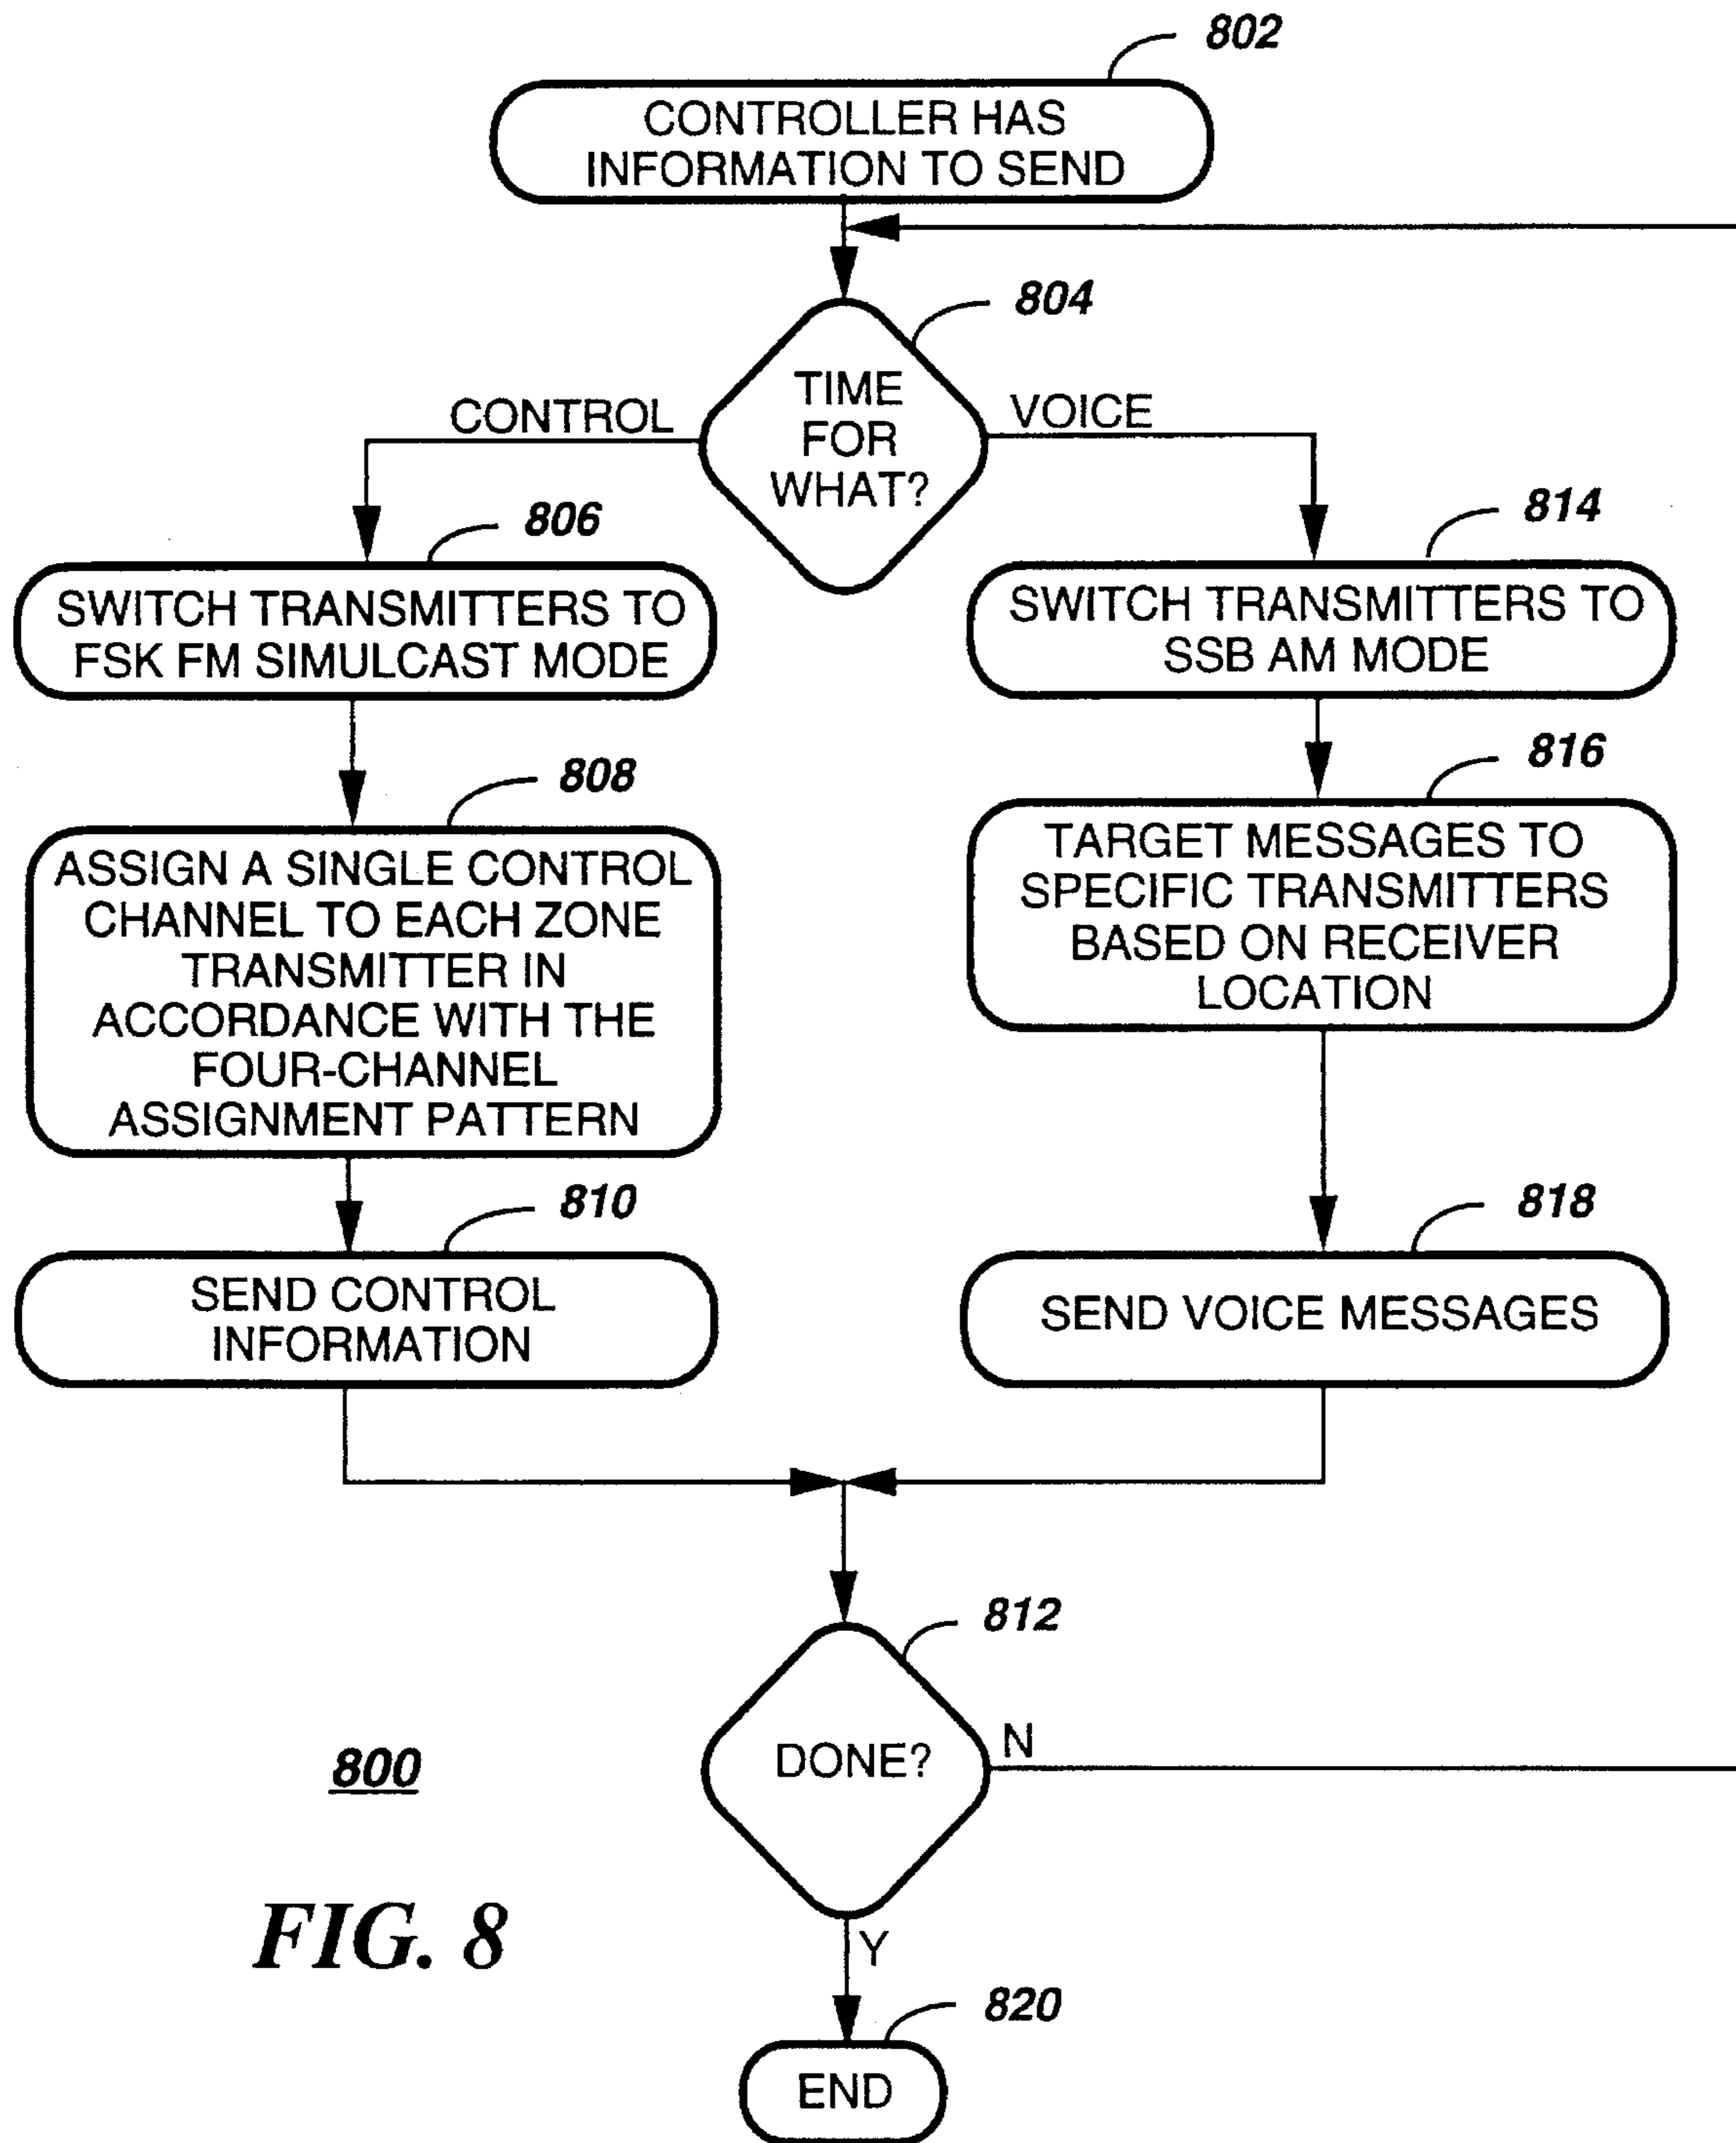 802
CONTROLLER HAS
INFORMATION TO SEND
804
TIME
FOR
WHAT?
CONTROL
VOICE
806
SWITCH TRANSMITTERS TO
FSK FM SIMULCAST MODE
814
SWITCH TRANSMITTERS TO
SSB AM MODE
808
ASSIGN A SINGLE CONTROL
CHANNEL TO EACH ZONE
TRANSMITTER IN
ACCORDANCE WITH THE
FOUR-CHANNEL
ASSIGNMENT PATTERN
816
TARGET MESSAGES TO
SPECIFIC TRANSMITTERS
BASED ON RECEIVER
LOCATION
810
SEND CONTROL
INFORMATION
818
SEND VOICE MESSAGES
812
DONE?
N
800
FIG. 8
Y
820
END